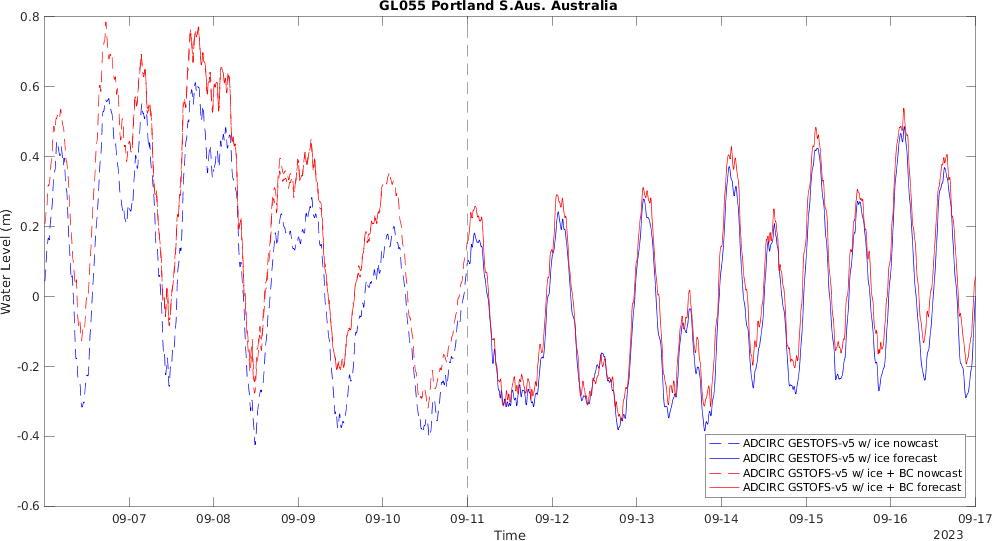 GL055 Portland S.Aus. Australia
0.8
0.6
0.4
0.2
0
-0.2
-0.4
-0.6
Water Level (m)
ADCIRC GESTOFS-v5 w/ ice nowcast
ADCIRC GESTOFS-v5 w/ ice forecast
ADCIRC GSTOFS-v5 w/ ice + BC nowcast
ADCIRC GSTOFS-v5 w/ ice + BC forecast
09-07 09-08 09-09 09-10 09-11 09-12 09-13 09-14 09-15 09-16 09-17
Time
2023